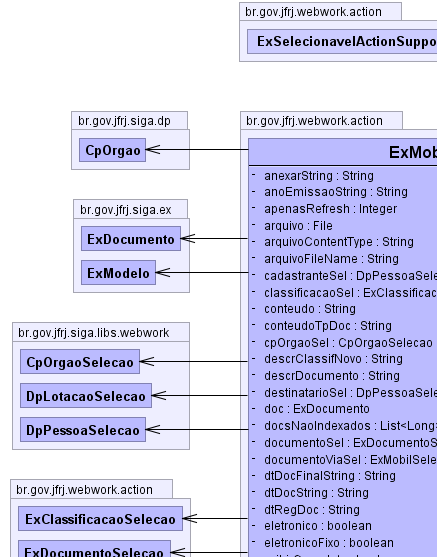 br.gov.jfrj.webwork.action
ExSelecionavelActionSuppo
br.gov.jfrj.siga.dp
CpOrgao
br.gov.jfrj.siga.ex
ExDocumento
ExModelo
br.gov.jfrj.siga.libs.webwork
CpOrgaoSelecao
DpLotacaoSelecao
DpPessoaSelecao
br.gov.jfrj.webwork.action
ExClassificacaoSelecao
ExDocumentoSelecao
br.gov.jfrj.webwork.action
ExMobi
- anexarString : String
- anoEmissaoString : String
- apenasRefresh : Integer
- arquivo : File
- arquivoContentType : String
- arquivoFileName : String
- cadastranteSel : DpPessoaSele
- classificacaoSel : ExClassificac
- conteudo : String
- conteudoTpDoc : String
- cpOrgaoSel : CpOrgaoSelecao
- descrClassifNovo : String
- descrDocumento : String
- destinatarioSel : DpPessoaSele
- doc : ExDocumento
- docsNaoIndexados : List<Long>
- documentoSel : ExDocumentoS
- documentoViaSel : ExMobilSele
- dtDocFinalString : String
- dtDocString : String
- dtRegDoc : String
- eletronico : boolean
- eletronicoFixo : boolean